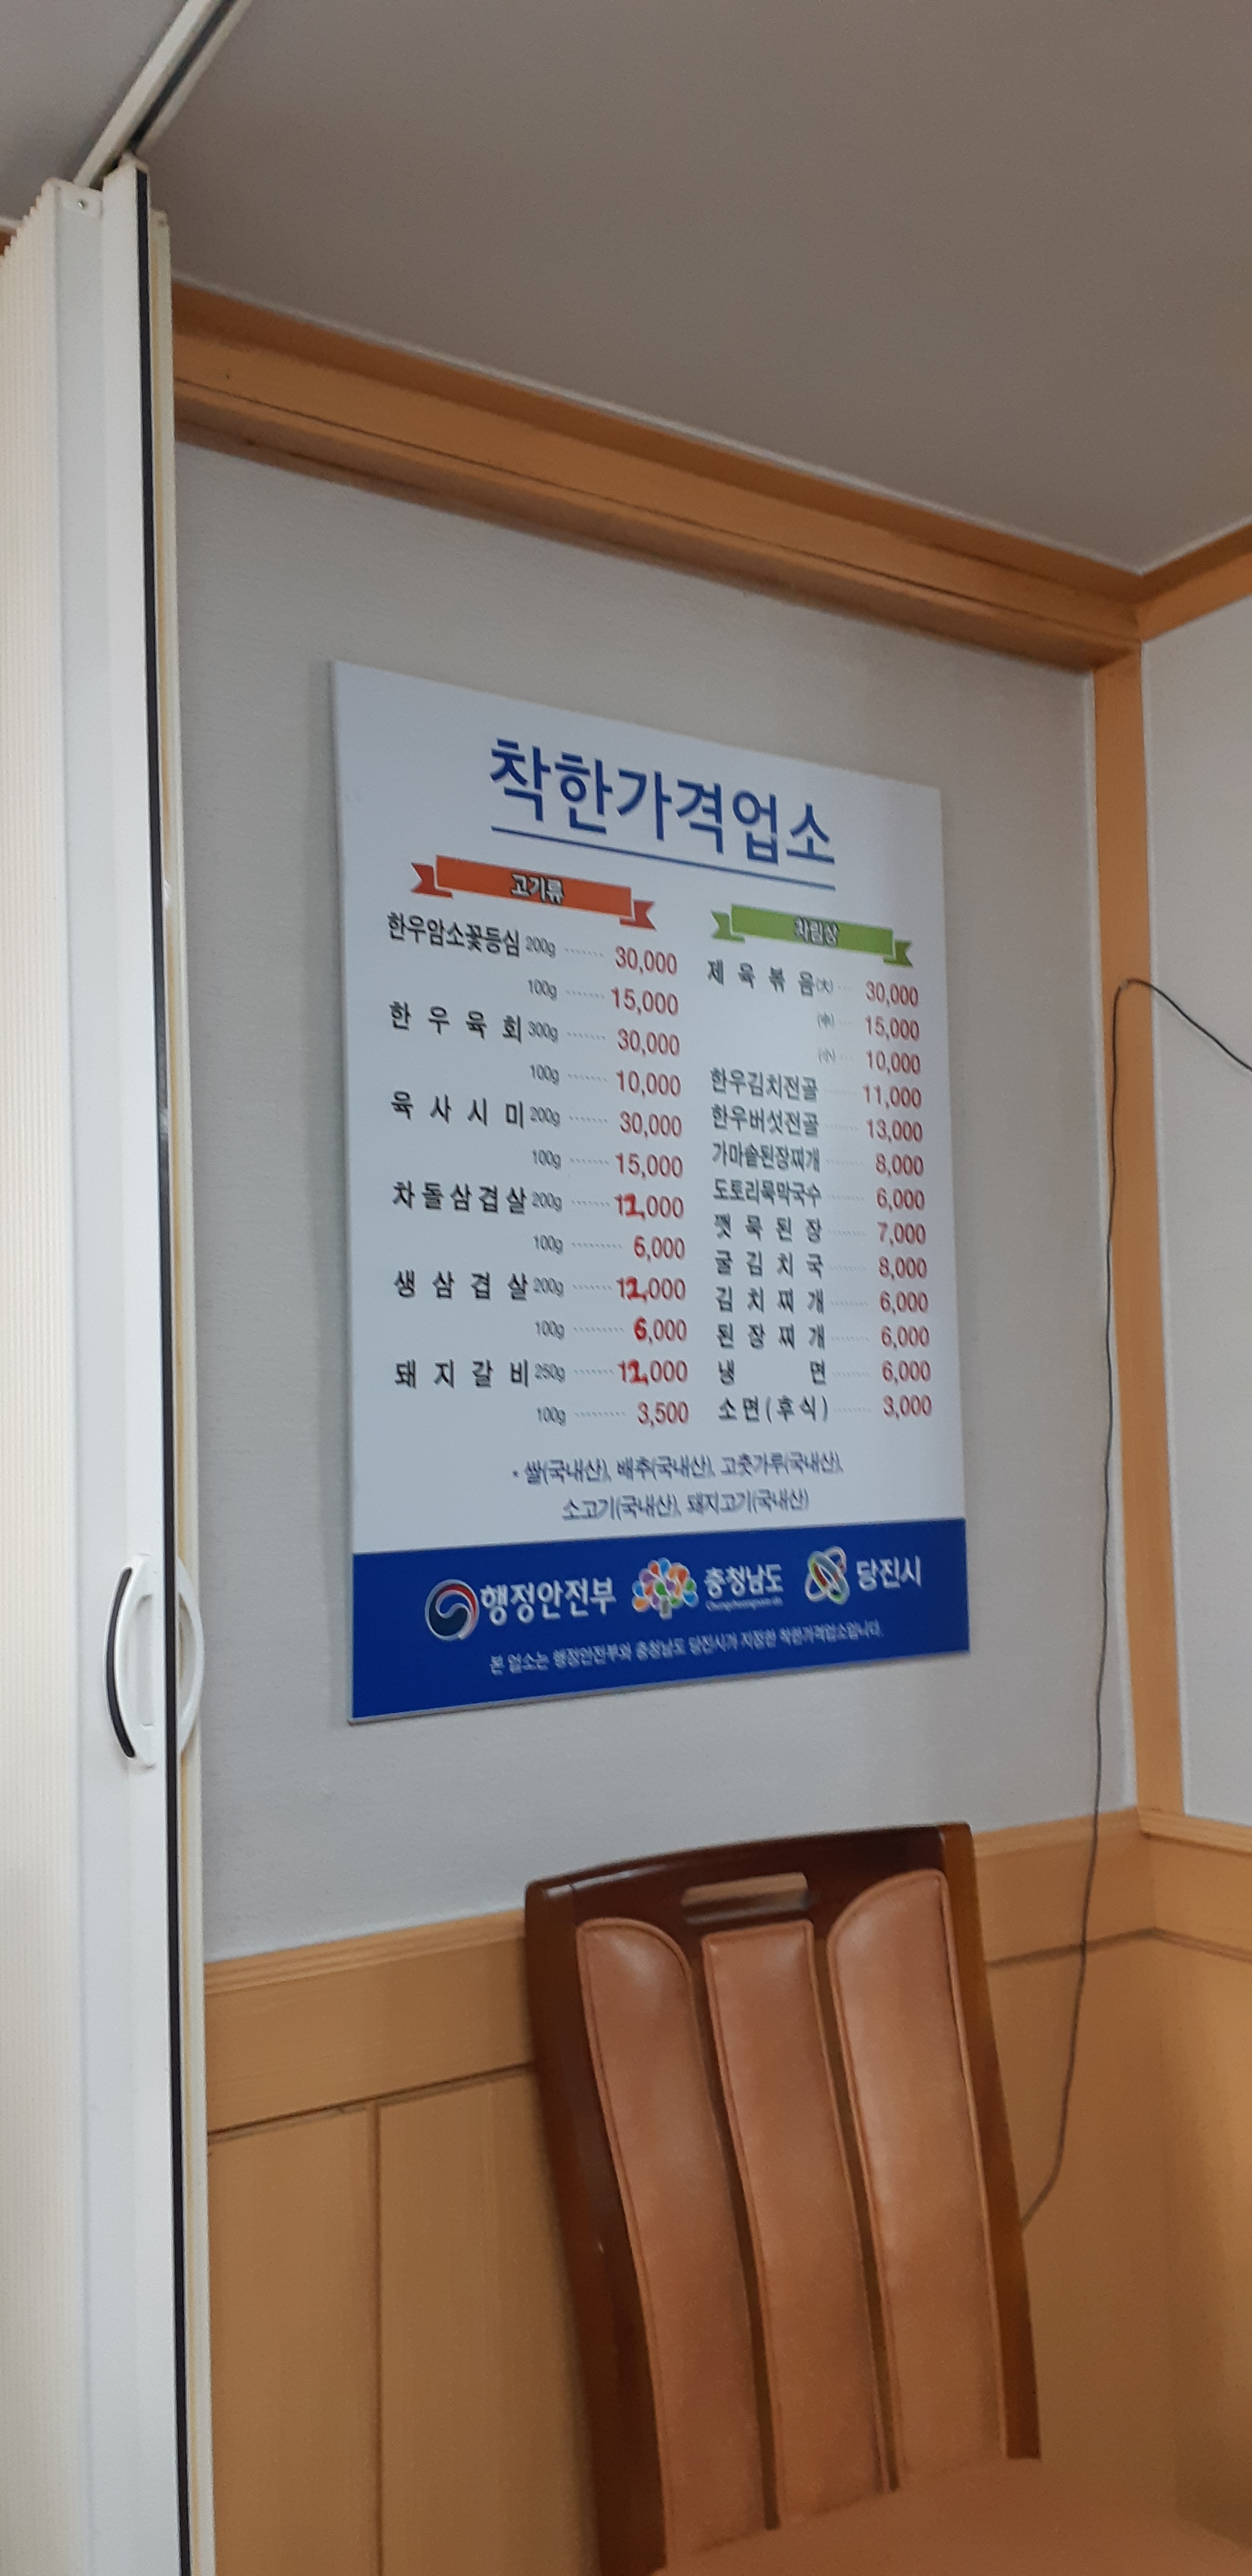 착한가격업소
고기류
한우암소꽃등심 200g ······· 30,000
100g ······· 15,000
한우육회 300g ······· 30,000
100g ······· 10,000
육사시미 200g ······· 30,000
100g ······· 15,000
차돌삼겹살 200g ······· 12,000
100g ········· 6,000
생삼겹살 200g ······· 12,000
100g ········· 6,000
돼지갈비 250g ······· 12,000
100g ········· 3,500
차림상
제육볶음(大) ··· 30,000
(中) ···· 15,000
(小) ···· 10,000
한우김치전골 ······· 11,000
한우버섯전골 ······· 13,000
가마솥된장찌개 ········ 8,000
도토리묵막국수 ········ 6,000
깻묵된장 ········ 7,000
굴김치국 ········ 8,000
김치찌개 ········ 6,000
된장찌개 ········ 6,000
냉면 ········ 6,000
소면(후식) ········ 3,000
* 쌀(국내산), 배추(국내산), 고춧가루(국내산),
소고기(국내산), 돼지고기(국내산)
행정안전부 충청남도 당진시
Chungcheongnam-do
본 업소는 행정안전부와 충청남도 당진시가 지정한 착한가격업소입니다.